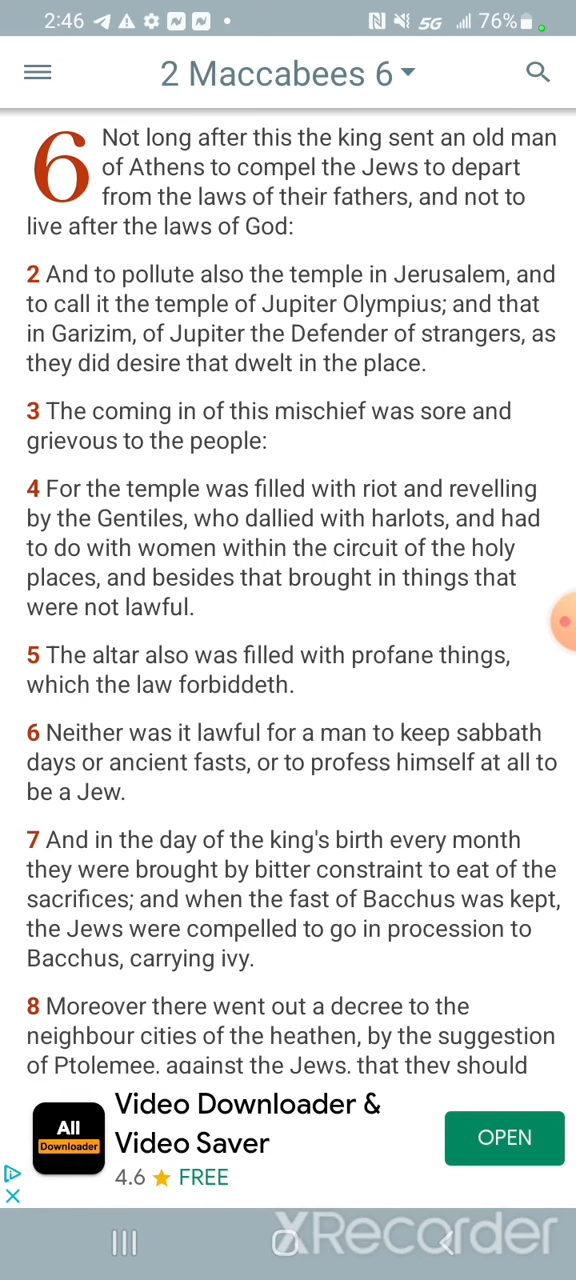 2:46 5G 76%
2 Maccabees 6
6 Not long after this the king sent an old man
of Athens to compel the Jews to depart
from the laws of their fathers, and not to
live after the laws of God:
2 And to pollute also the temple in Jerusalem, and
to call it the temple of Jupiter Olympius; and that
in Garizim, of Jupiter the Defender of strangers, as
they did desire that dwelt in the place.
3 The coming in of this mischief was sore and
grievous to the people:
4 For the temple was filled with riot and revelling
by the Gentiles, who dallied with harlots, and had
to do with women within the circuit of the holy
places, and besides that brought in things that
were not lawful.
5 The altar also was filled with profane things,
which the law forbiddeth.
6 Neither was it lawful for a man to keep sabbath
days or ancient fasts, or to profess himself at all to
be a Jew.
7 And in the day of the king's birth every month
they were brought by bitter constraint to eat of the
sacrifices; and when the fast of Bacchus was kept,
the Jews were compelled to go in procession to
Bacchus, carrying ivy.
8 Moreover there went out a decree to the
neighbour cities of the heathen, by the suggestion
of Ptolemee, against the Jews, that they should
All
Downloader
Video Downloader &
Video Saver
4.6 ★ FREE
OPEN
XRecorder